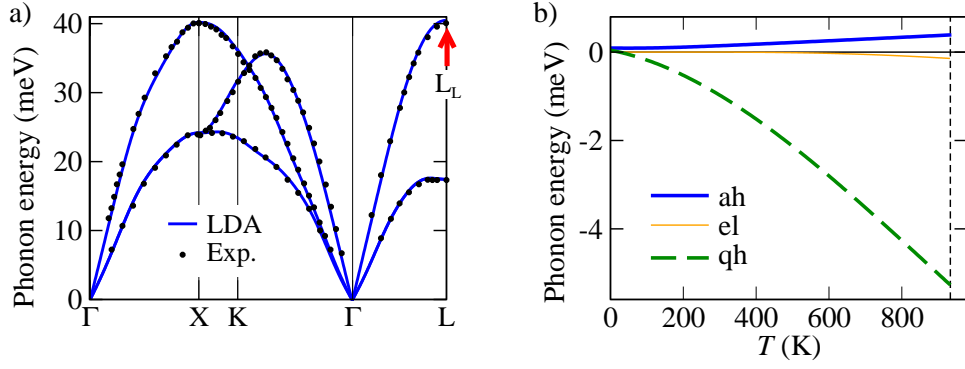 a)
Phonon energy (meV)
40
30
20
10
0
L_L
LDA
Exp.
Γ
X
K
Γ
L
b)
Phonon energy (meV)
0
-2
-4
ah
el
qh
0
200
400
600
800
T (K)